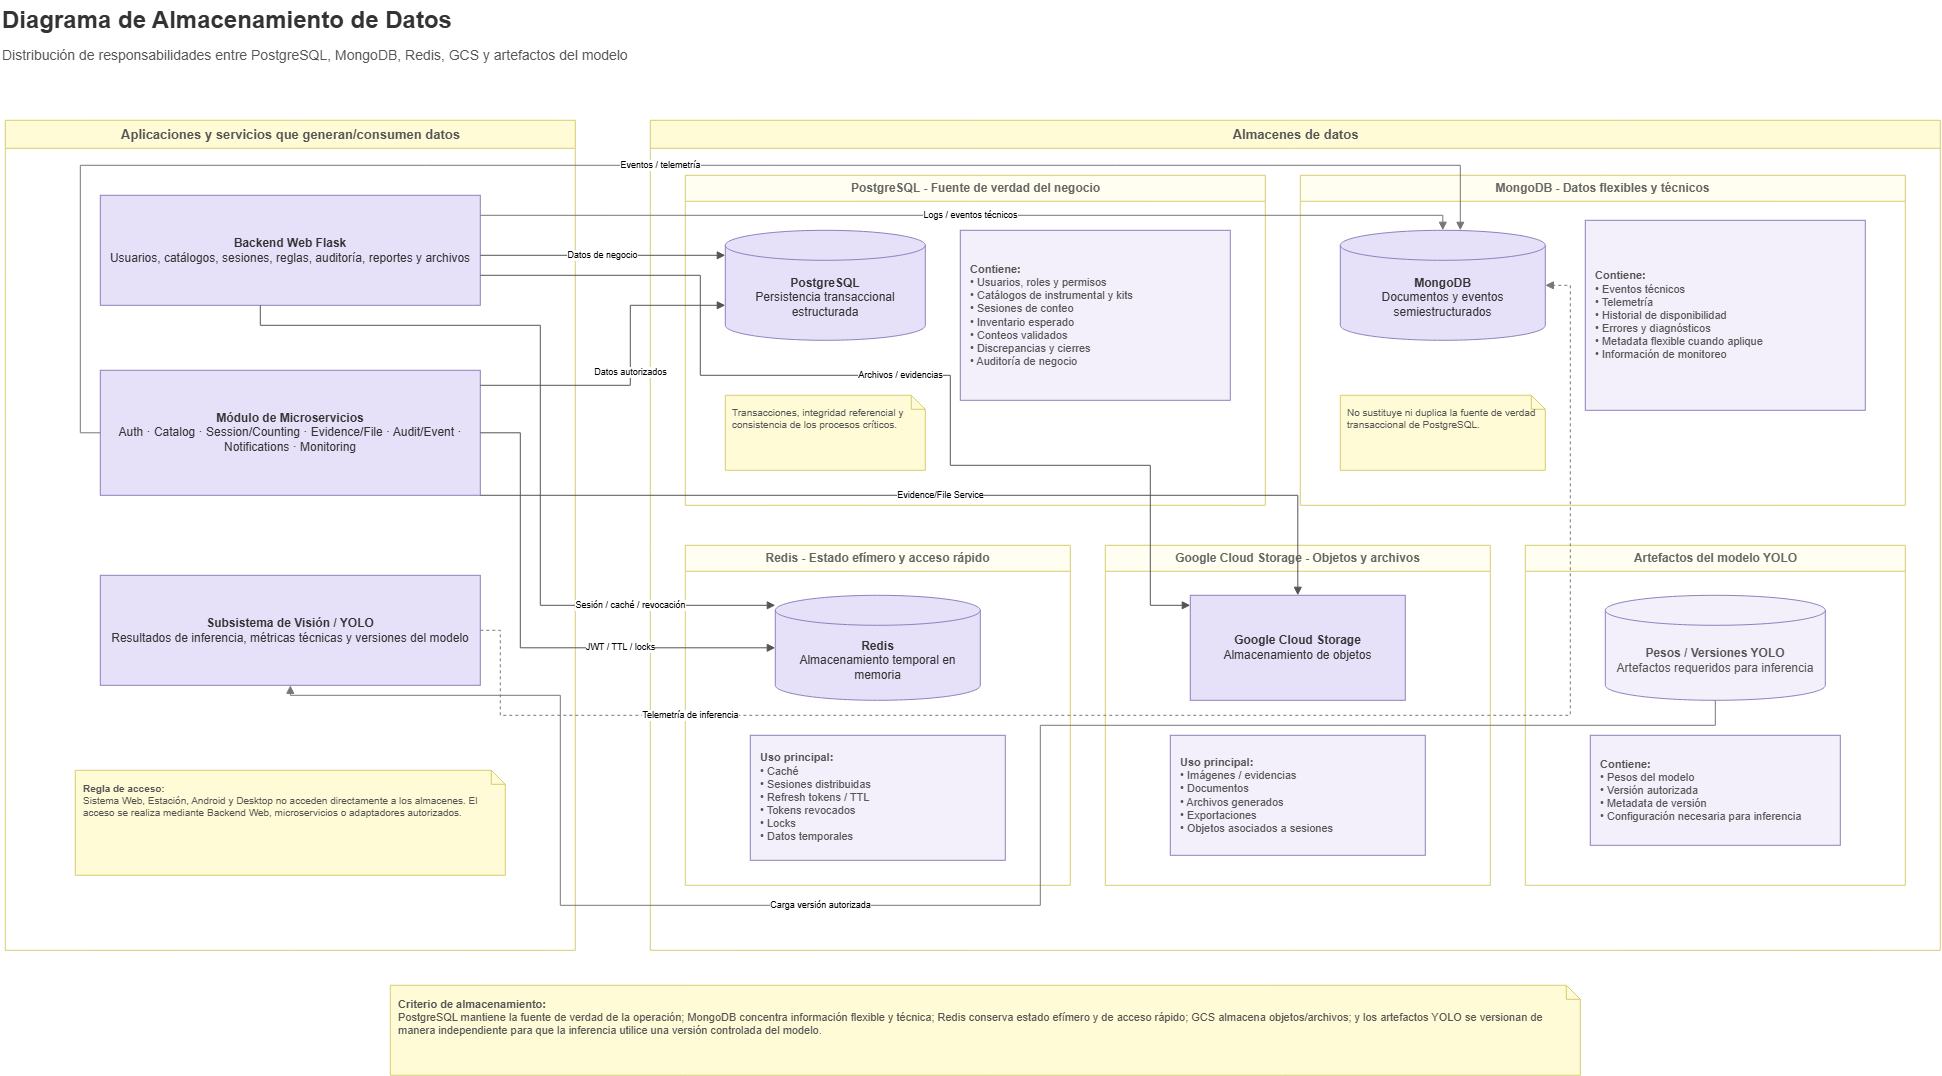 Diagrama de Almacenamiento de Datos
Distribución de responsabilidades entre PostgreSQL, MongoDB, Redis, GCS y artefactos del modelo
Aplicaciones y servicios que generan/consumen datos
Backend Web Flask
Usuarios, catálogos, sesiones, reglas, auditoría, reportes y archivos
Módulo de Microservicios
Auth · Catalog · Session/Counting · Evidence/File · Audit/Event ·
Notifications · Monitoring
Subsistema de Visión / YOLO
Resultados de inferencia, métricas técnicas y versiones del modelo
Regla de acceso:
Sistema Web, Estación, Android y Desktop no acceden directamente a los almacenes. El
acceso se realiza mediante Backend Web, microservicios o adaptadores autorizados.
Almacenes de datos
Eventos / telemetría
Logs / eventos técnicos
Datos de negocio
Datos autorizados
Archivos / evidencias
Evidence/File Service
Sesión / caché / revocación
JWT / TTL / locks
Telemetría de inferencia
Carga versión autorizada
PostgreSQL - Fuente de verdad del negocio
PostgreSQL
Persistencia transaccional
estructurada
Contiene:
• Usuarios, roles y permisos
• Catálogos de instrumental y kits
• Sesiones de conteo
• Inventario esperado
• Conteos validados
• Discrepancias y cierres
• Auditoría de negocio
Transacciones, integridad referencial y
consistencia de los procesos críticos.
MongoDB - Datos flexibles y técnicos
MongoDB
Documentos y eventos
semiestructurados
Contiene:
• Eventos técnicos
• Telemetría
• Historial de disponibilidad
• Errores y diagnósticos
• Metadata flexible cuando aplique
• Información de monitoreo
No sustituye ni duplica la fuente de verdad
transaccional de PostgreSQL.
Redis - Estado efímero y acceso rápido
Redis
Almacenamiento temporal en
memoria
Uso principal:
• Caché
• Sesiones distribuidas
• Refresh tokens / TTL
• Tokens revocados
• Locks
• Datos temporales
Google Cloud Storage - Objetos y archivos
Google Cloud Storage
Almacenamiento de objetos
Uso principal:
• Imágenes / evidencias
• Documentos
• Archivos generados
• Exportaciones
• Objetos asociados a sesiones
Artefactos del modelo YOLO
Pesos / Versiones YOLO
Artefactos requeridos para inferencia
Contiene:
• Pesos del modelo
• Versión autorizada
• Metadata de versión
• Configuración necesaria para inferencia
Criterio de almacenamiento:
PostgreSQL mantiene la fuente de verdad de la operación; MongoDB concentra información flexible y técnica; Redis conserva estado efímero y de acceso rápido; GCS almacena objetos/archivos; y los artefactos YOLO se versionan de
manera independiente para que la inferencia utilice una versión controlada del modelo.